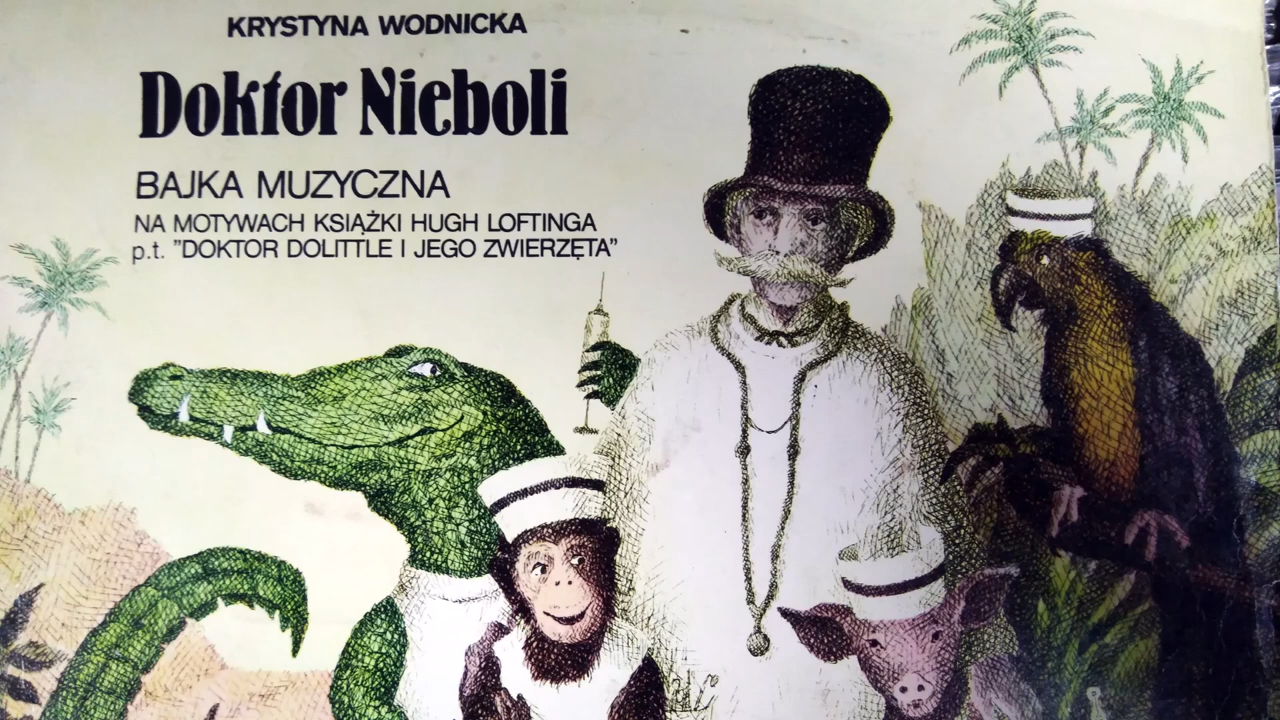 KRYSTYNA WODNICKA
Doktor Nieboli
BAJKA MUZYCZNA
NA MOTYWACH KSIĄŻKI HUGH LOFTINGA
p.t. "DOKTOR DOLITTLE I JEGO ZWIERZĘTA"